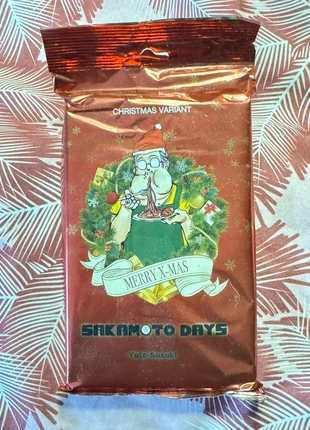 CHRISTMAS VARIANT
MERRY X-MAS
SAKAMOTO DAYS
Yuto Suzuki